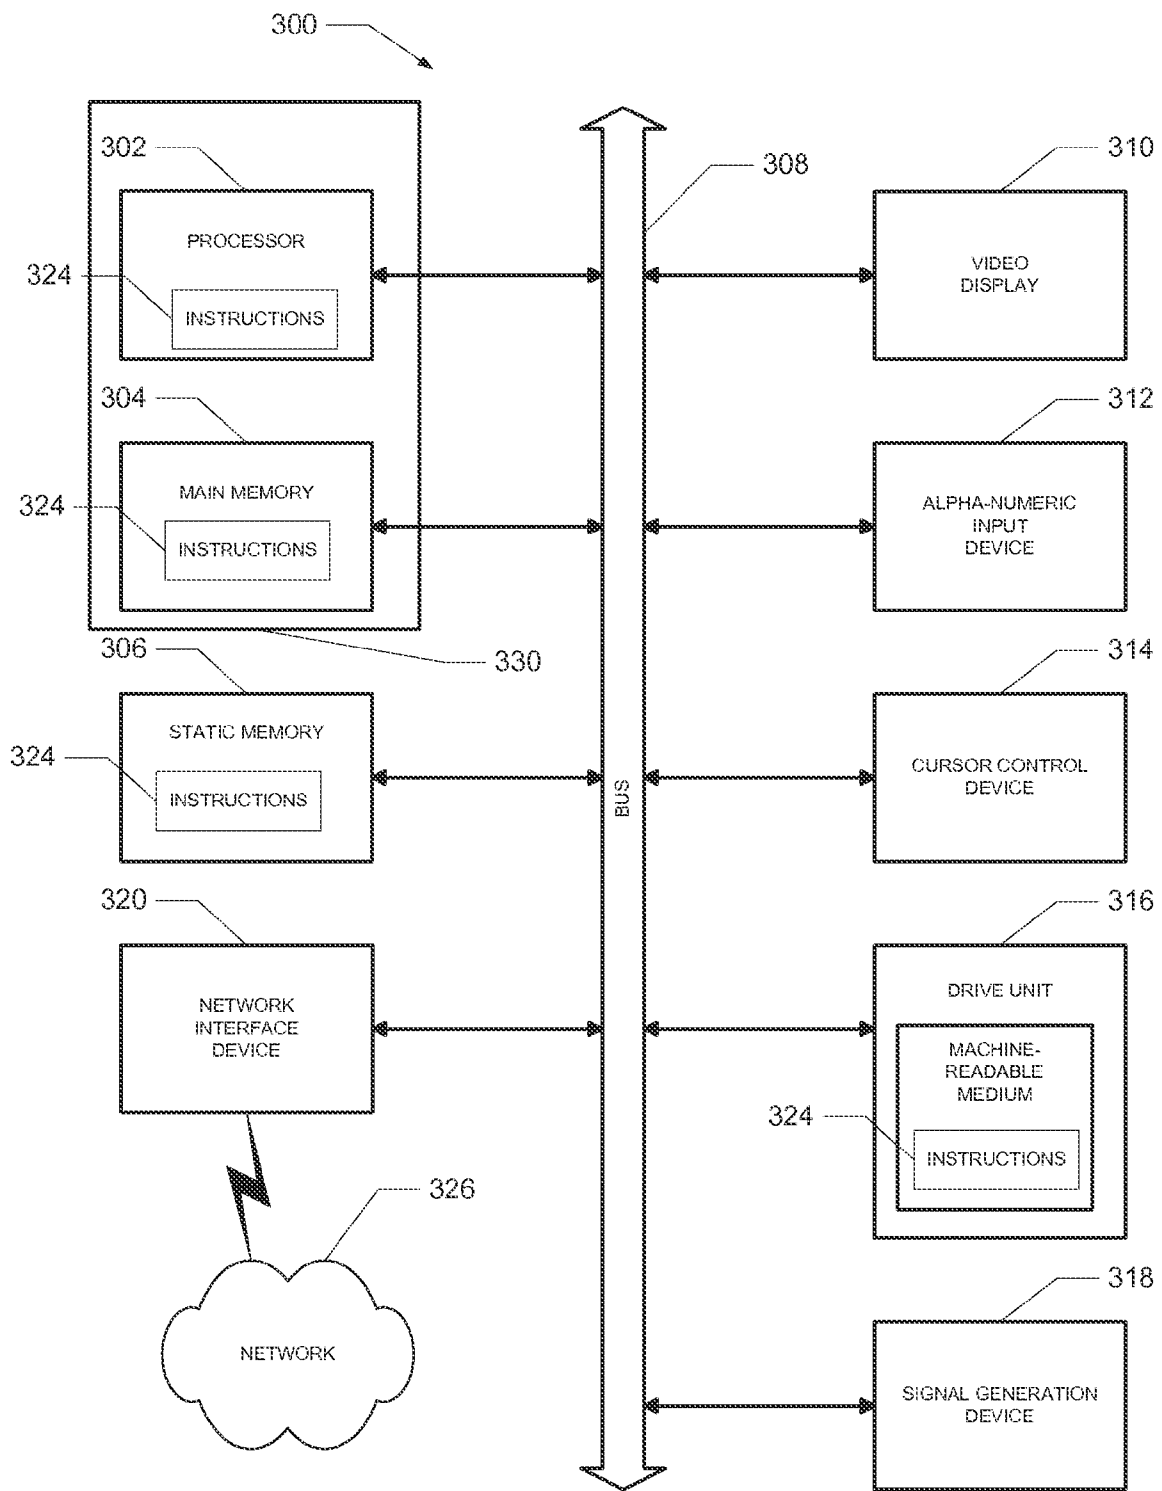 300
302
PROCESSOR
324
INSTRUCTIONS
304
MAIN MEMORY
324
INSTRUCTIONS
330
306
STATIC MEMORY
324
INSTRUCTIONS
320
NETWORK
INTERFACE
DEVICE
326
NETWORK
308
BUS
310
VIDEO
DISPLAY
312
ALPHA-NUMERIC
INPUT
DEVICE
314
CURSOR CONTROL
DEVICE
316
DRIVE UNIT
MACHINE-
READABLE
MEDIUM
324
INSTRUCTIONS
318
SIGNAL GENERATION
DEVICE